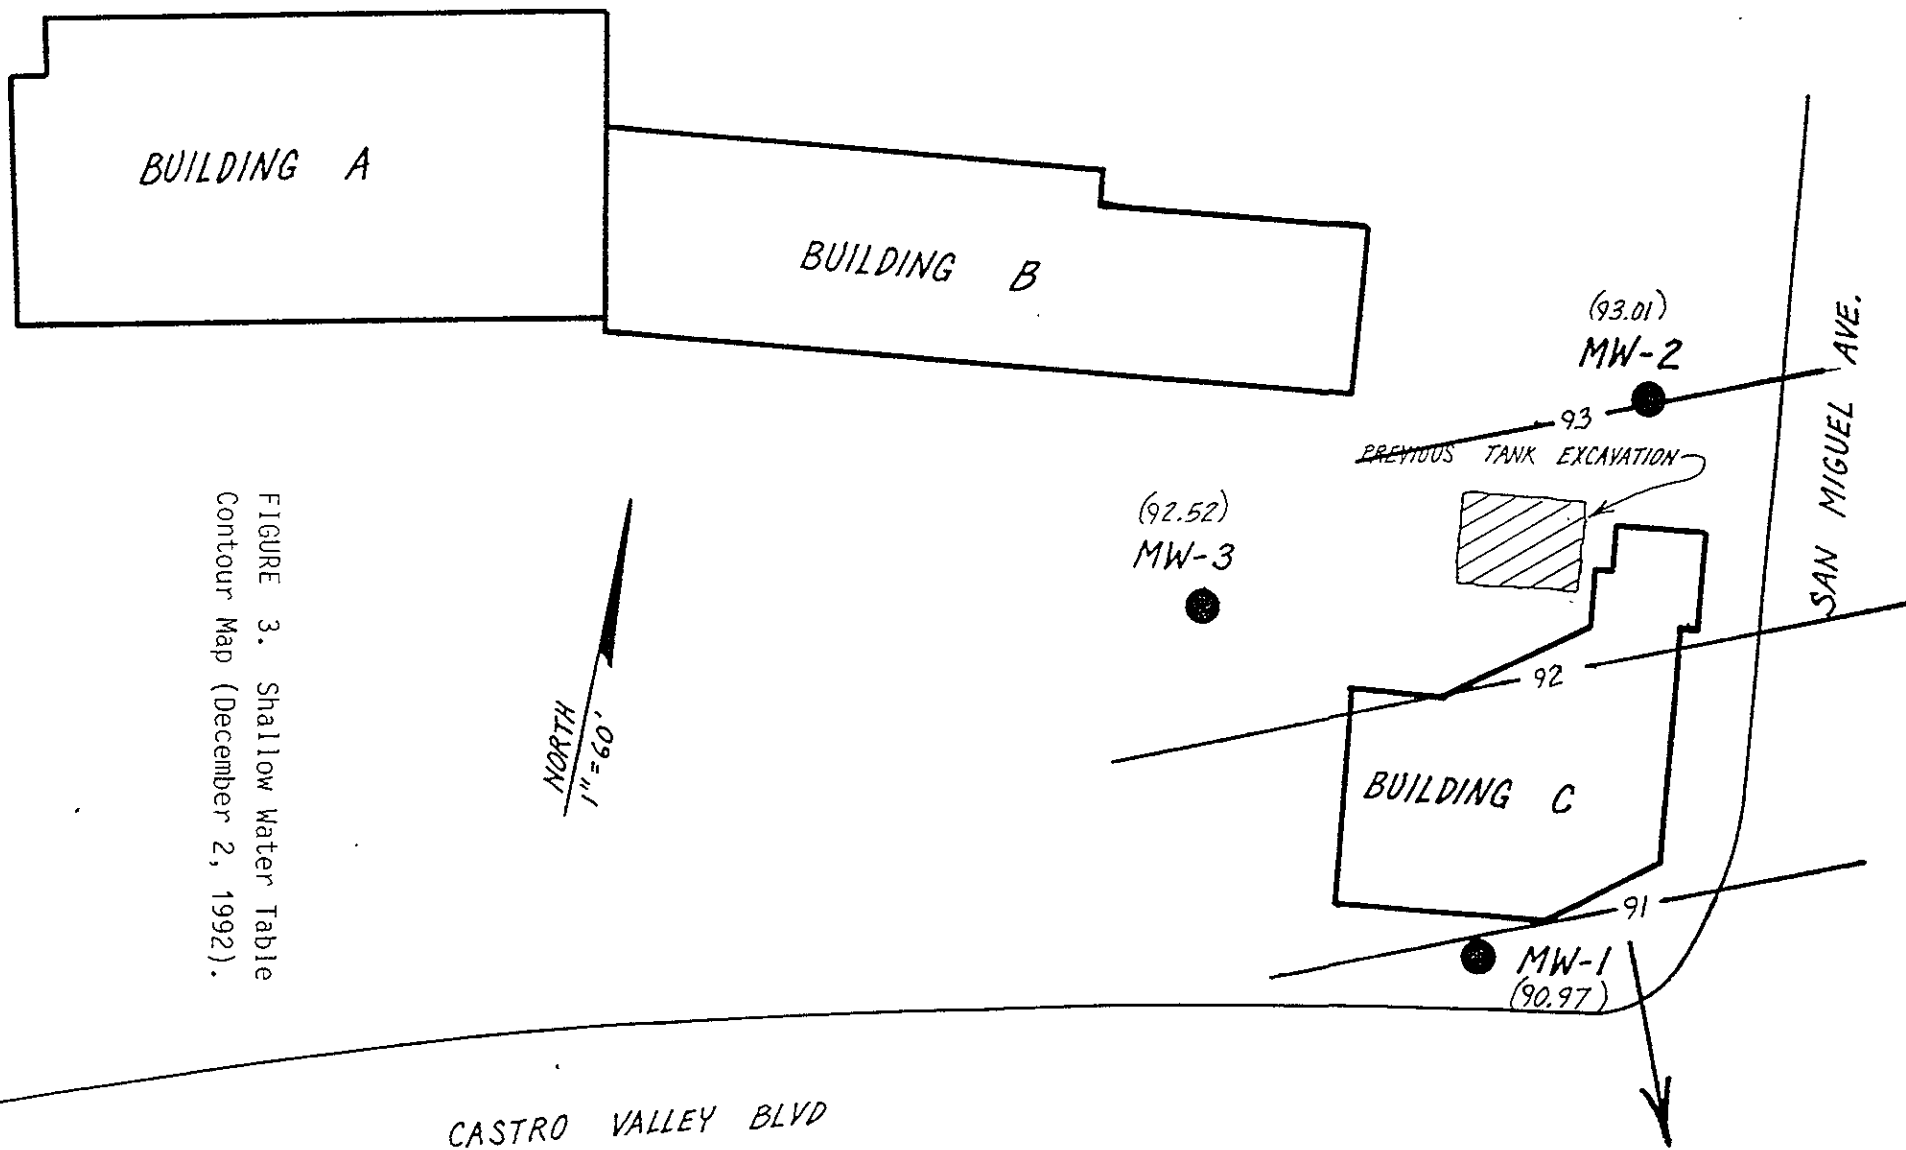 BUILDING A
BUILDING B
(93.01)
MW-2
SAN MIGUEL AVE.
93
PREVIOUS TANK EXCAVATION
(92.52)
MW-3
92
NORTH
1" = 60'
BUILDING C
91
MW-1
(90.97)
FIGURE 3. Shallow Water Table
Contour Map (December 2, 1992).
CASTRO VALLEY BLVD